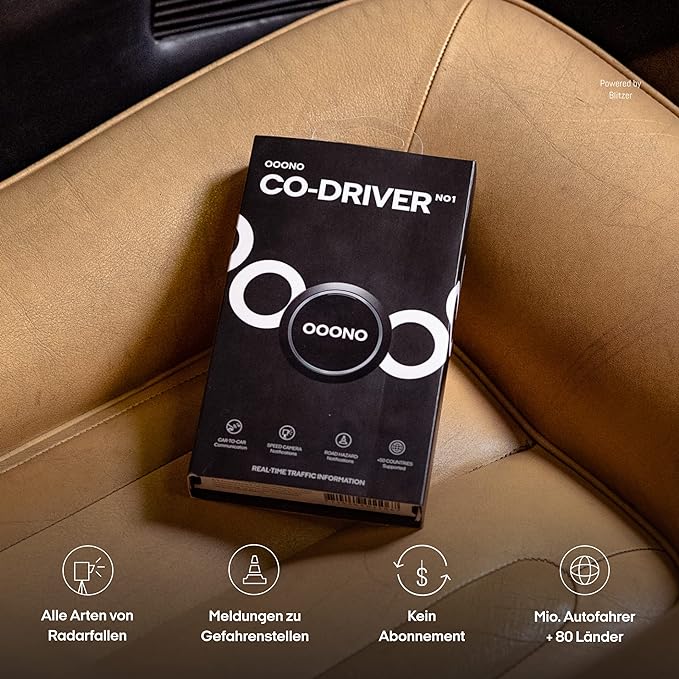 Powered by
Blitzer
OOONO
CO-DRIVER NO1
OOONO
CAR-TO-CAR
Communication
SPEED CAMERA
Notifications
ROAD HAZARD
Notifications
+80 COUNTRIES
Supported
REAL-TIME TRAFFIC INFORMATION
Alle Arten von
Radarfallen
Meldungen zu
Gefahrenstellen
Kein
Abonnement
Mio. Autofahrer
+ 80 Länder